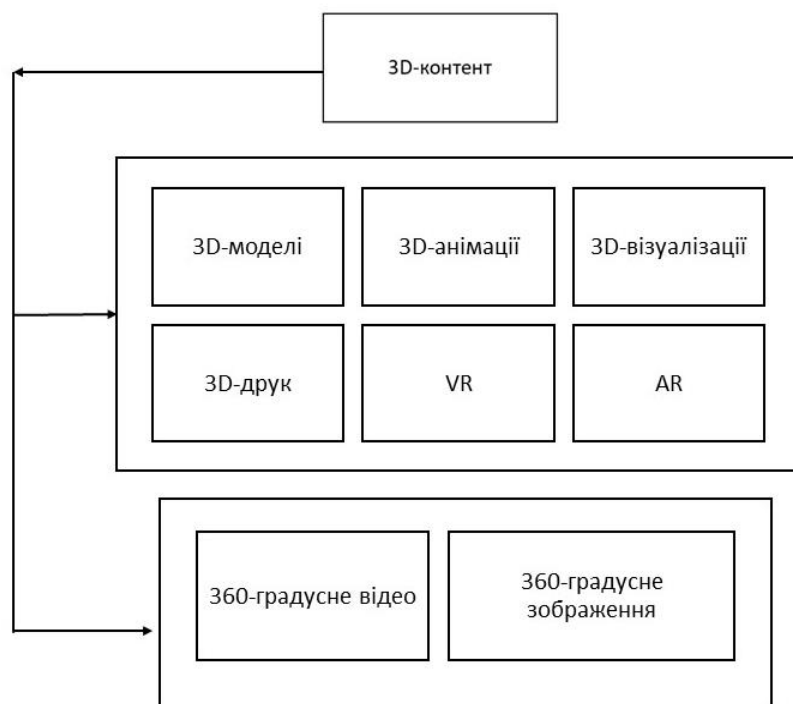 3D-контент
3D-моделі
3D-анімації
3D-візуалізації
3D-друк
VR
AR
360-градусне відео
360-градусне
зображення